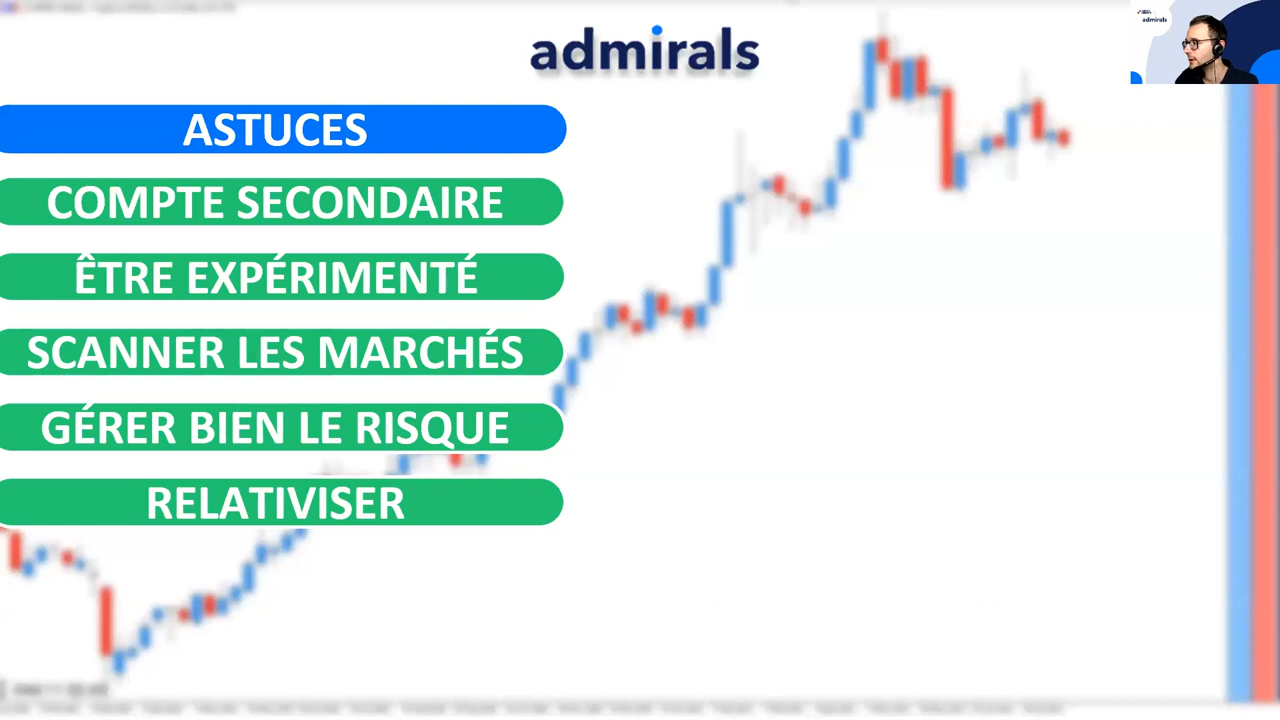 admirals
admirals
ASTUCES
COMPTE SECONDAIRE
ÊTRE EXPÉRIMENTÉ
SCANNER LES MARCHÉS
GÉRER BIEN LE RISQUE
RELATIVISER